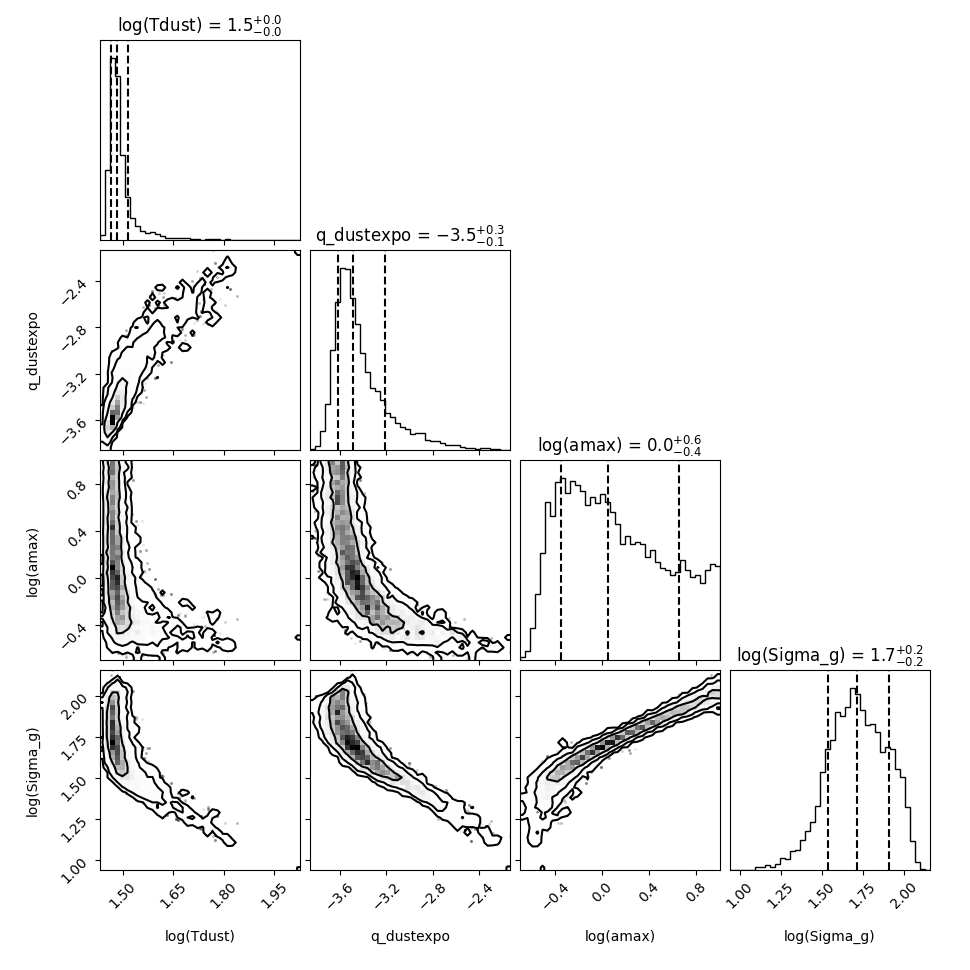 log(Tdust) = 1.5+0.0 −0.0
q_dustexpo = −3.5+0.3 −0.1
−2.4
−2.8
−3.2
−3.6
q_dustexpo
log(amax) = 0.0+0.6 −0.4
0.8
0.4
0.0
−0.4
log(amax)
log(Sigma_g) = 1.7+0.2 −0.2
2.00
1.75
1.50
1.25
1.00
log(Sigma_g)
1.50 1.65 1.80 1.95
−3.6 −3.2 −2.8 −2.4
−0.4 0.0 0.4 0.8
1.00 1.25 1.50 1.75 2.00
log(Tdust) q_dustexpo log(amax) log(Sigma_g)